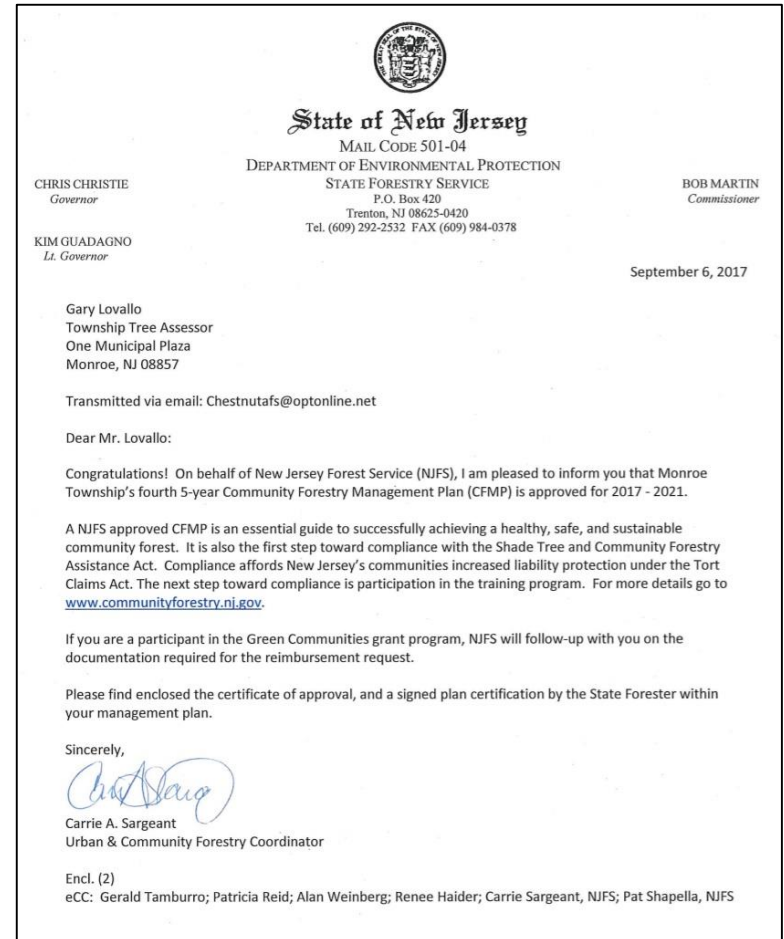 THE GREAT SEAL OF THE STATE OF NEW JERSEY
State of New Jersey
MAIL CODE 501-04
DEPARTMENT OF ENVIRONMENTAL PROTECTION
STATE FORESTRY SERVICE
P.O. Box 420
Trenton, NJ 08625-0420
Tel. (609) 292-2532 FAX (609) 984-0378
CHRIS CHRISTIE
Governor
KIM GUADAGNO
Lt. Governor
BOB MARTIN
Commissioner
September 6, 2017
Gary Lovallo
Township Tree Assessor
One Municipal Plaza
Monroe, NJ 08857
Transmitted via email: Chestnutafs@optonline.net
Dear Mr. Lovallo:
Congratulations! On behalf of New Jersey Forest Service (NJFS), I am pleased to inform you that Monroe
Township's fourth 5-year Community Forestry Management Plan (CFMP) is approved for 2017 - 2021.
A NJFS approved CFMP is an essential guide to successfully achieving a healthy, safe, and sustainable
community forest. It is also the first step toward compliance with the Shade Tree and Community Forestry
Assistance Act. Compliance affords New Jersey's communities increased liability protection under the Tort
Claims Act. The next step toward compliance is participation in the training program. For more details go to
www.communityforestry.nj.gov.
If you are a participant in the Green Communities grant program, NJFS will follow-up with you on the
documentation required for the reimbursement request.
Please find enclosed the certificate of approval, and a signed plan certification by the State Forester within
your management plan.
Sincerely,
Carrie A. Sargeant
Urban & Community Forestry Coordinator
Encl. (2)
eCC: Gerald Tamburro; Patricia Reid; Alan Weinberg; Renee Haider; Carrie Sargeant, NJFS; Pat Shapella, NJFS